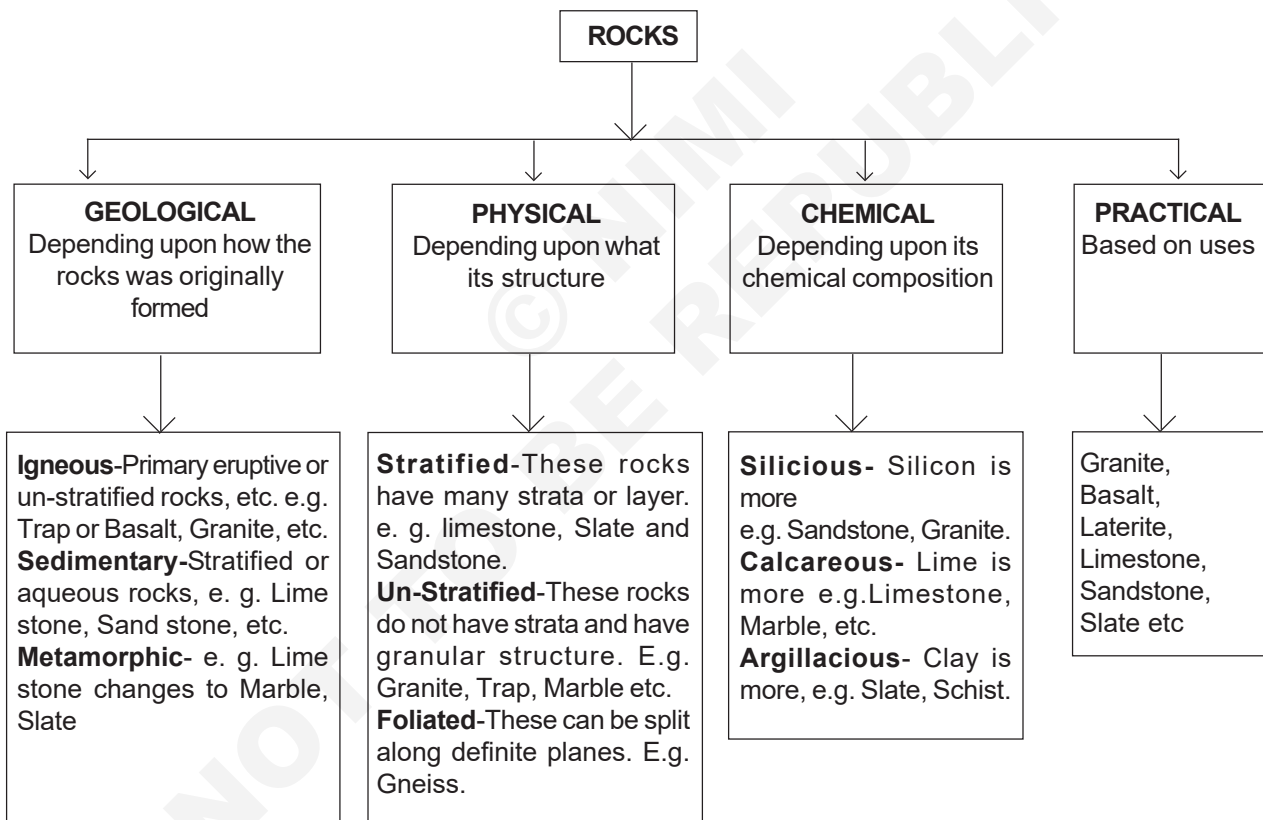 ROCKS
GEOLOGICAL
Depending upon how the
rocks was originally
formed
PHYSICAL
Depending upon what
its structure
CHEMICAL
Depending upon its
chemical composition
PRACTICAL
Based on uses
Igneous-Primary eruptive or
un-stratified rocks, etc. e.g.
Trap or Basalt, Granite, etc.
Sedimentary-Stratified or
aqueous rocks, e. g. Lime
stone, Sand stone, etc.
Metamorphic- e. g. Lime
stone changes to Marble,
Slate
Stratified-These rocks
have many strata or layer.
e. g. limestone, Slate and
Sandstone.
Un-Stratified-These rocks
do not have strata and have
granular structure. E.g.
Granite, Trap, Marble etc.
Foliated-These can be split
along definite planes. E.g.
Gneiss.
Silicious- Silicon is
more
e.g. Sandstone, Granite.
Calcareous- Lime is
more e.g.Limestone,
Marble, etc.
Argillacious- Clay is
more, e.g. Slate, Schist.
Granite,
Basalt,
Laterite,
Limestone,
Sandstone,
Slate etc
© NIMI
NOT TO BE REPUBLI